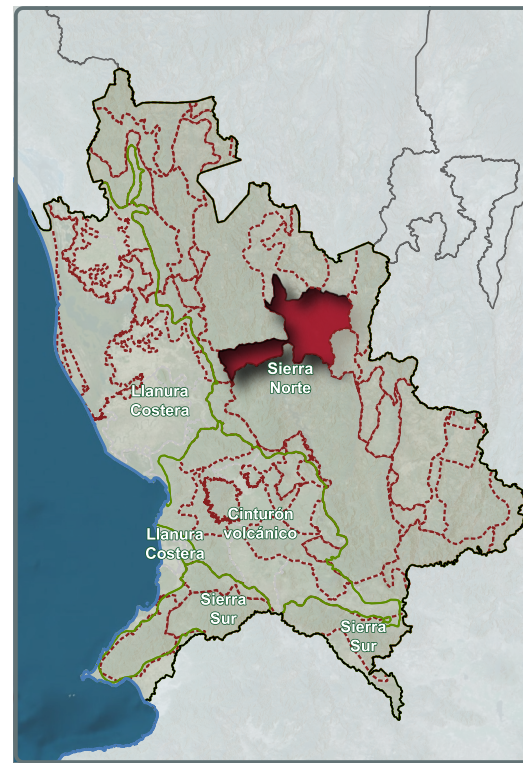 Sierra
Norte
Llanura
Costera
Cinturón
volcánico
Llanura
Costera
Sierra
Sur
Sierra
Sur